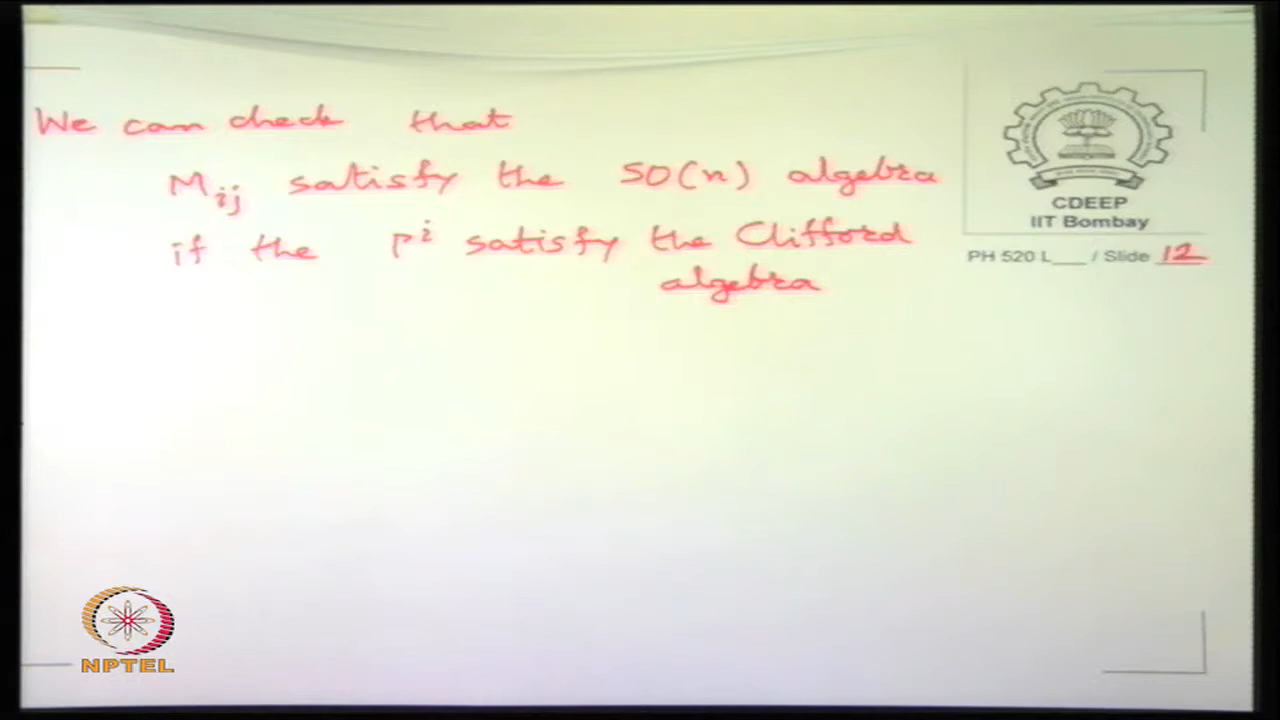 We can check that
M_ij satisfy the SO(n) algebra
if the Γ^i satisfy the Clifford
algebra
CDEEP
IIT Bombay
PH 520 L___ / Slide 12
NPTEL